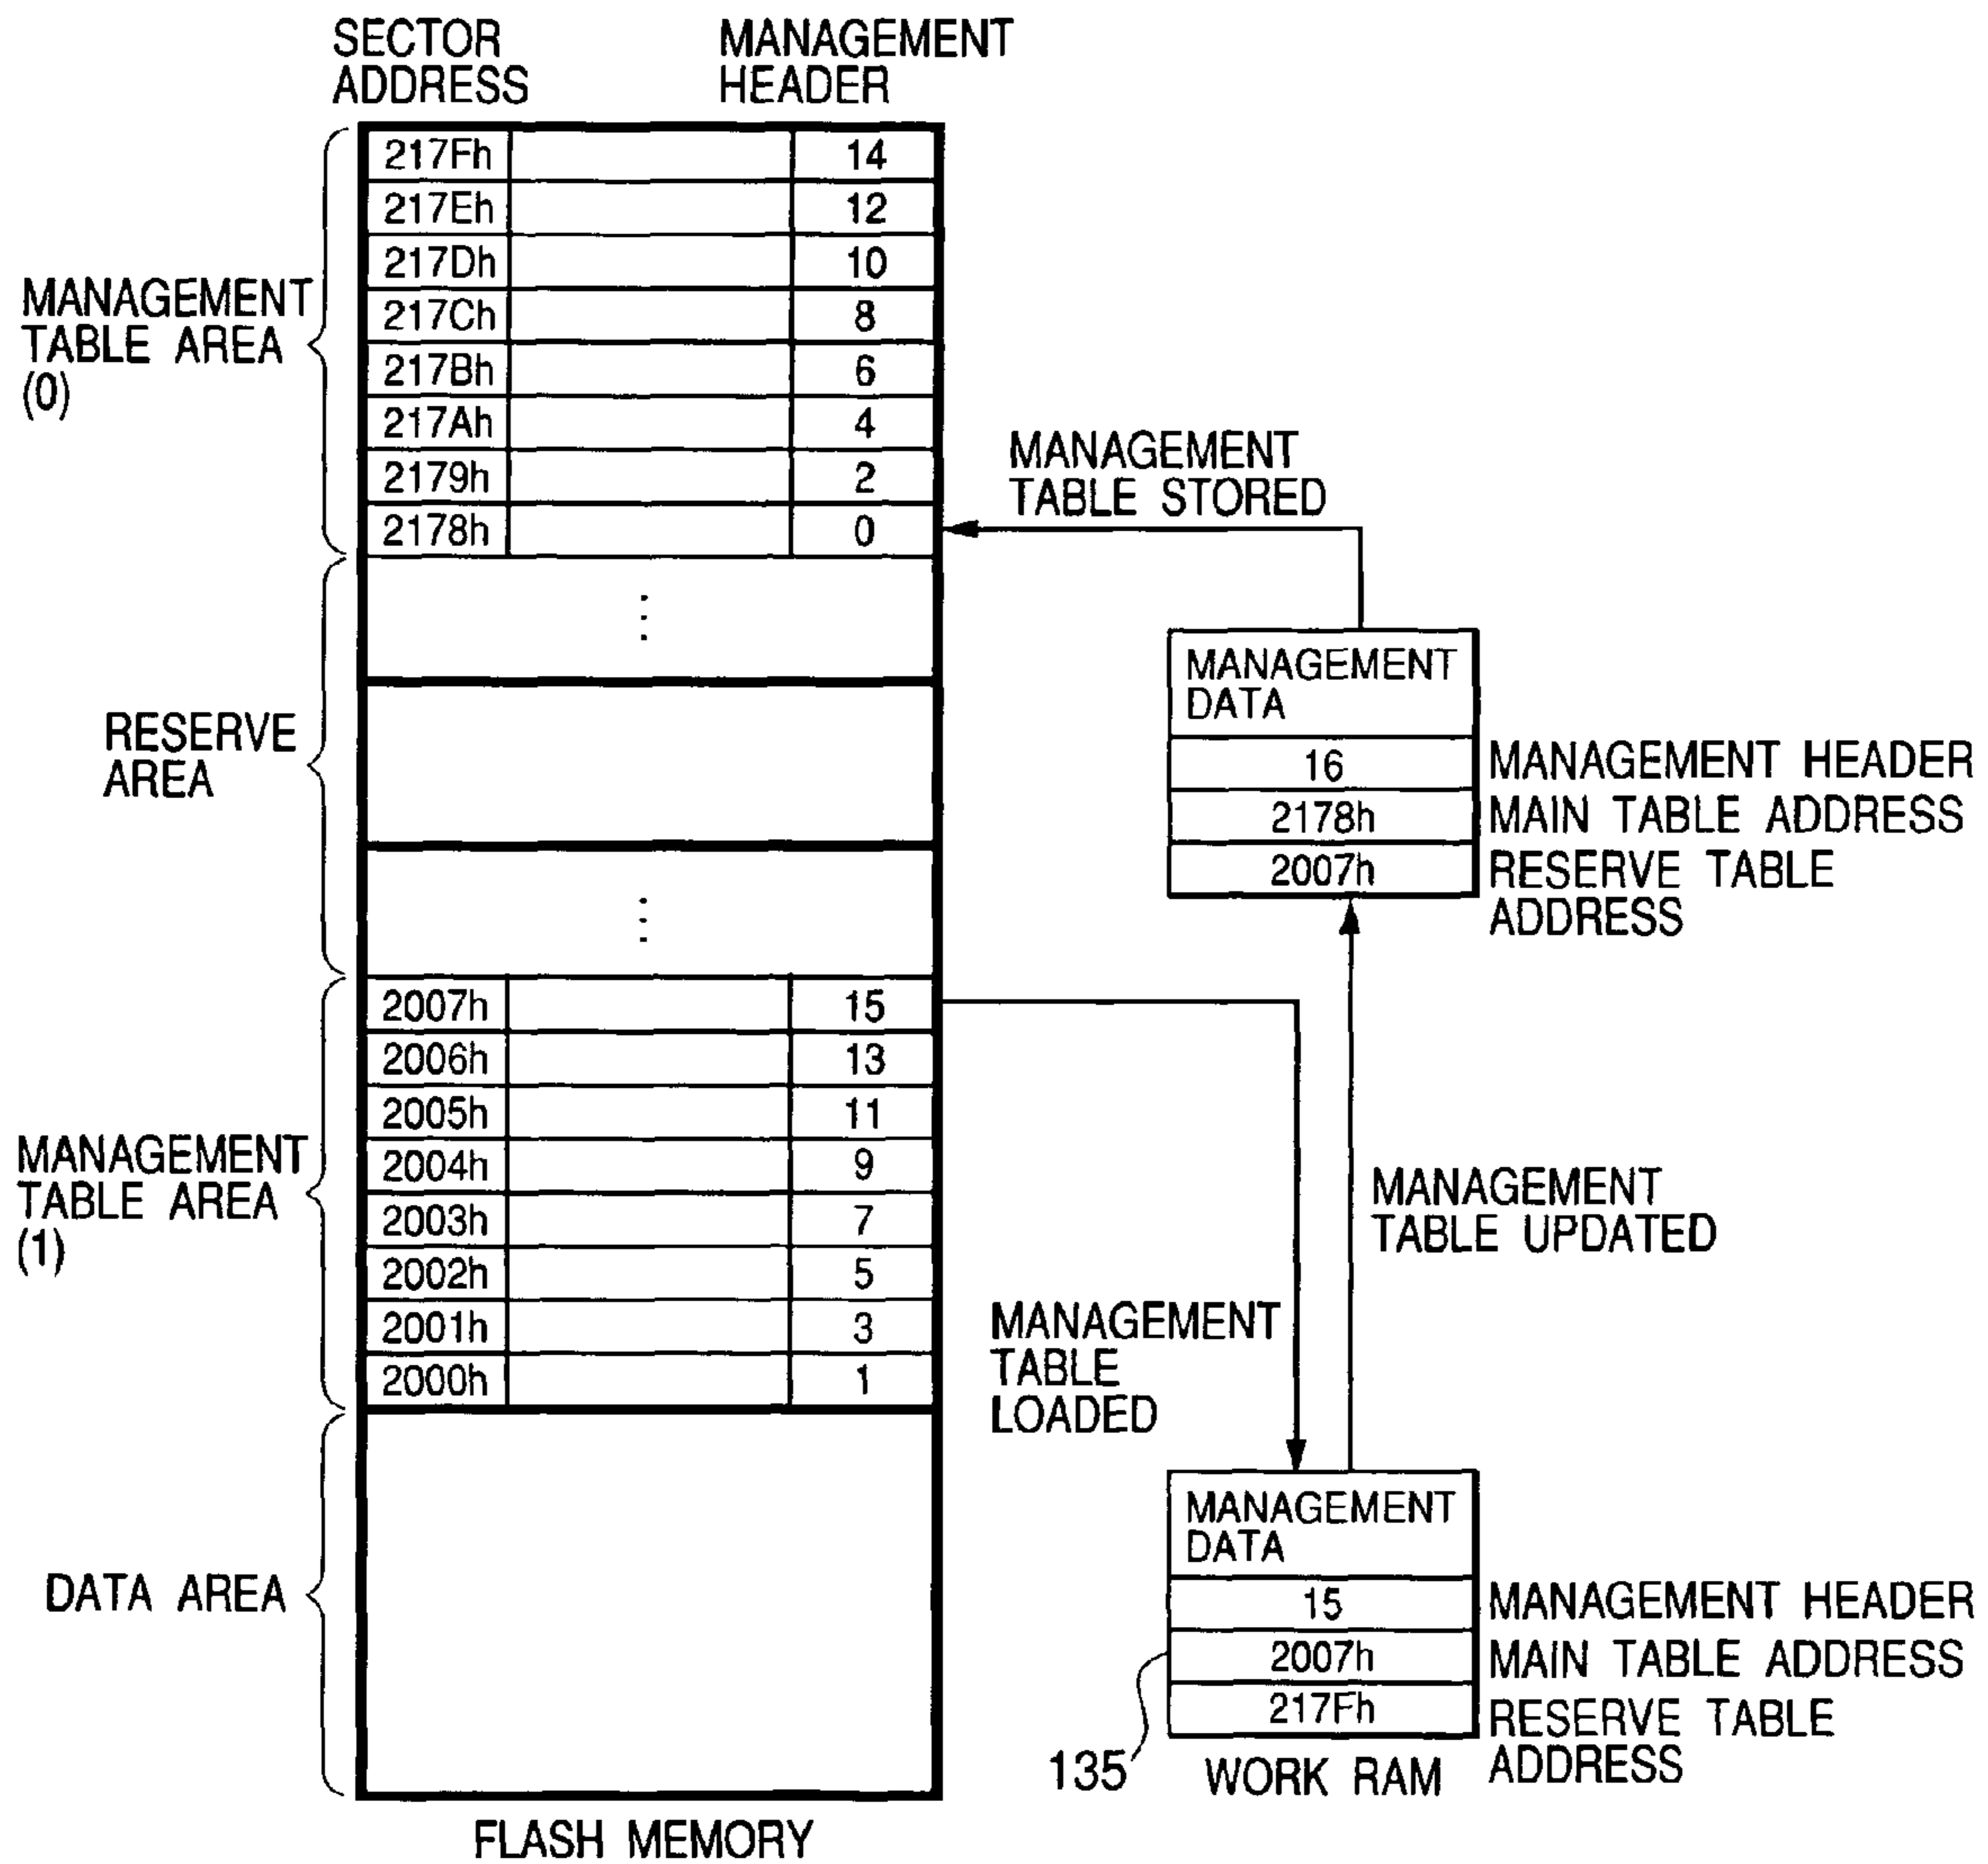 SECTOR
ADDRESS
MANAGEMENT
HEADER
MANAGEMENT
TABLE AREA
(0)
217Fh 14
217Eh 12
217Dh 10
217Ch 8
217Bh 6
217Ah 4
2179h 2
2178h 0
MANAGEMENT
TABLE STORED
RESERVE
AREA
MANAGEMENT
DATA
16 MANAGEMENT HEADER
2178h MAIN TABLE ADDRESS
2007h RESERVE TABLE
ADDRESS
MANAGEMENT
TABLE AREA
(1)
2007h 15
2006h 13
2005h 11
2004h 9
2003h 7
2002h 5
2001h 3
2000h 1
MANAGEMENT
TABLE UPDATED
MANAGEMENT
TABLE
LOADED
DATA AREA
MANAGEMENT
DATA
15 MANAGEMENT HEADER
2007h MAIN TABLE ADDRESS
217Fh RESERVE TABLE
ADDRESS
135
WORK RAM
FLASH MEMORY